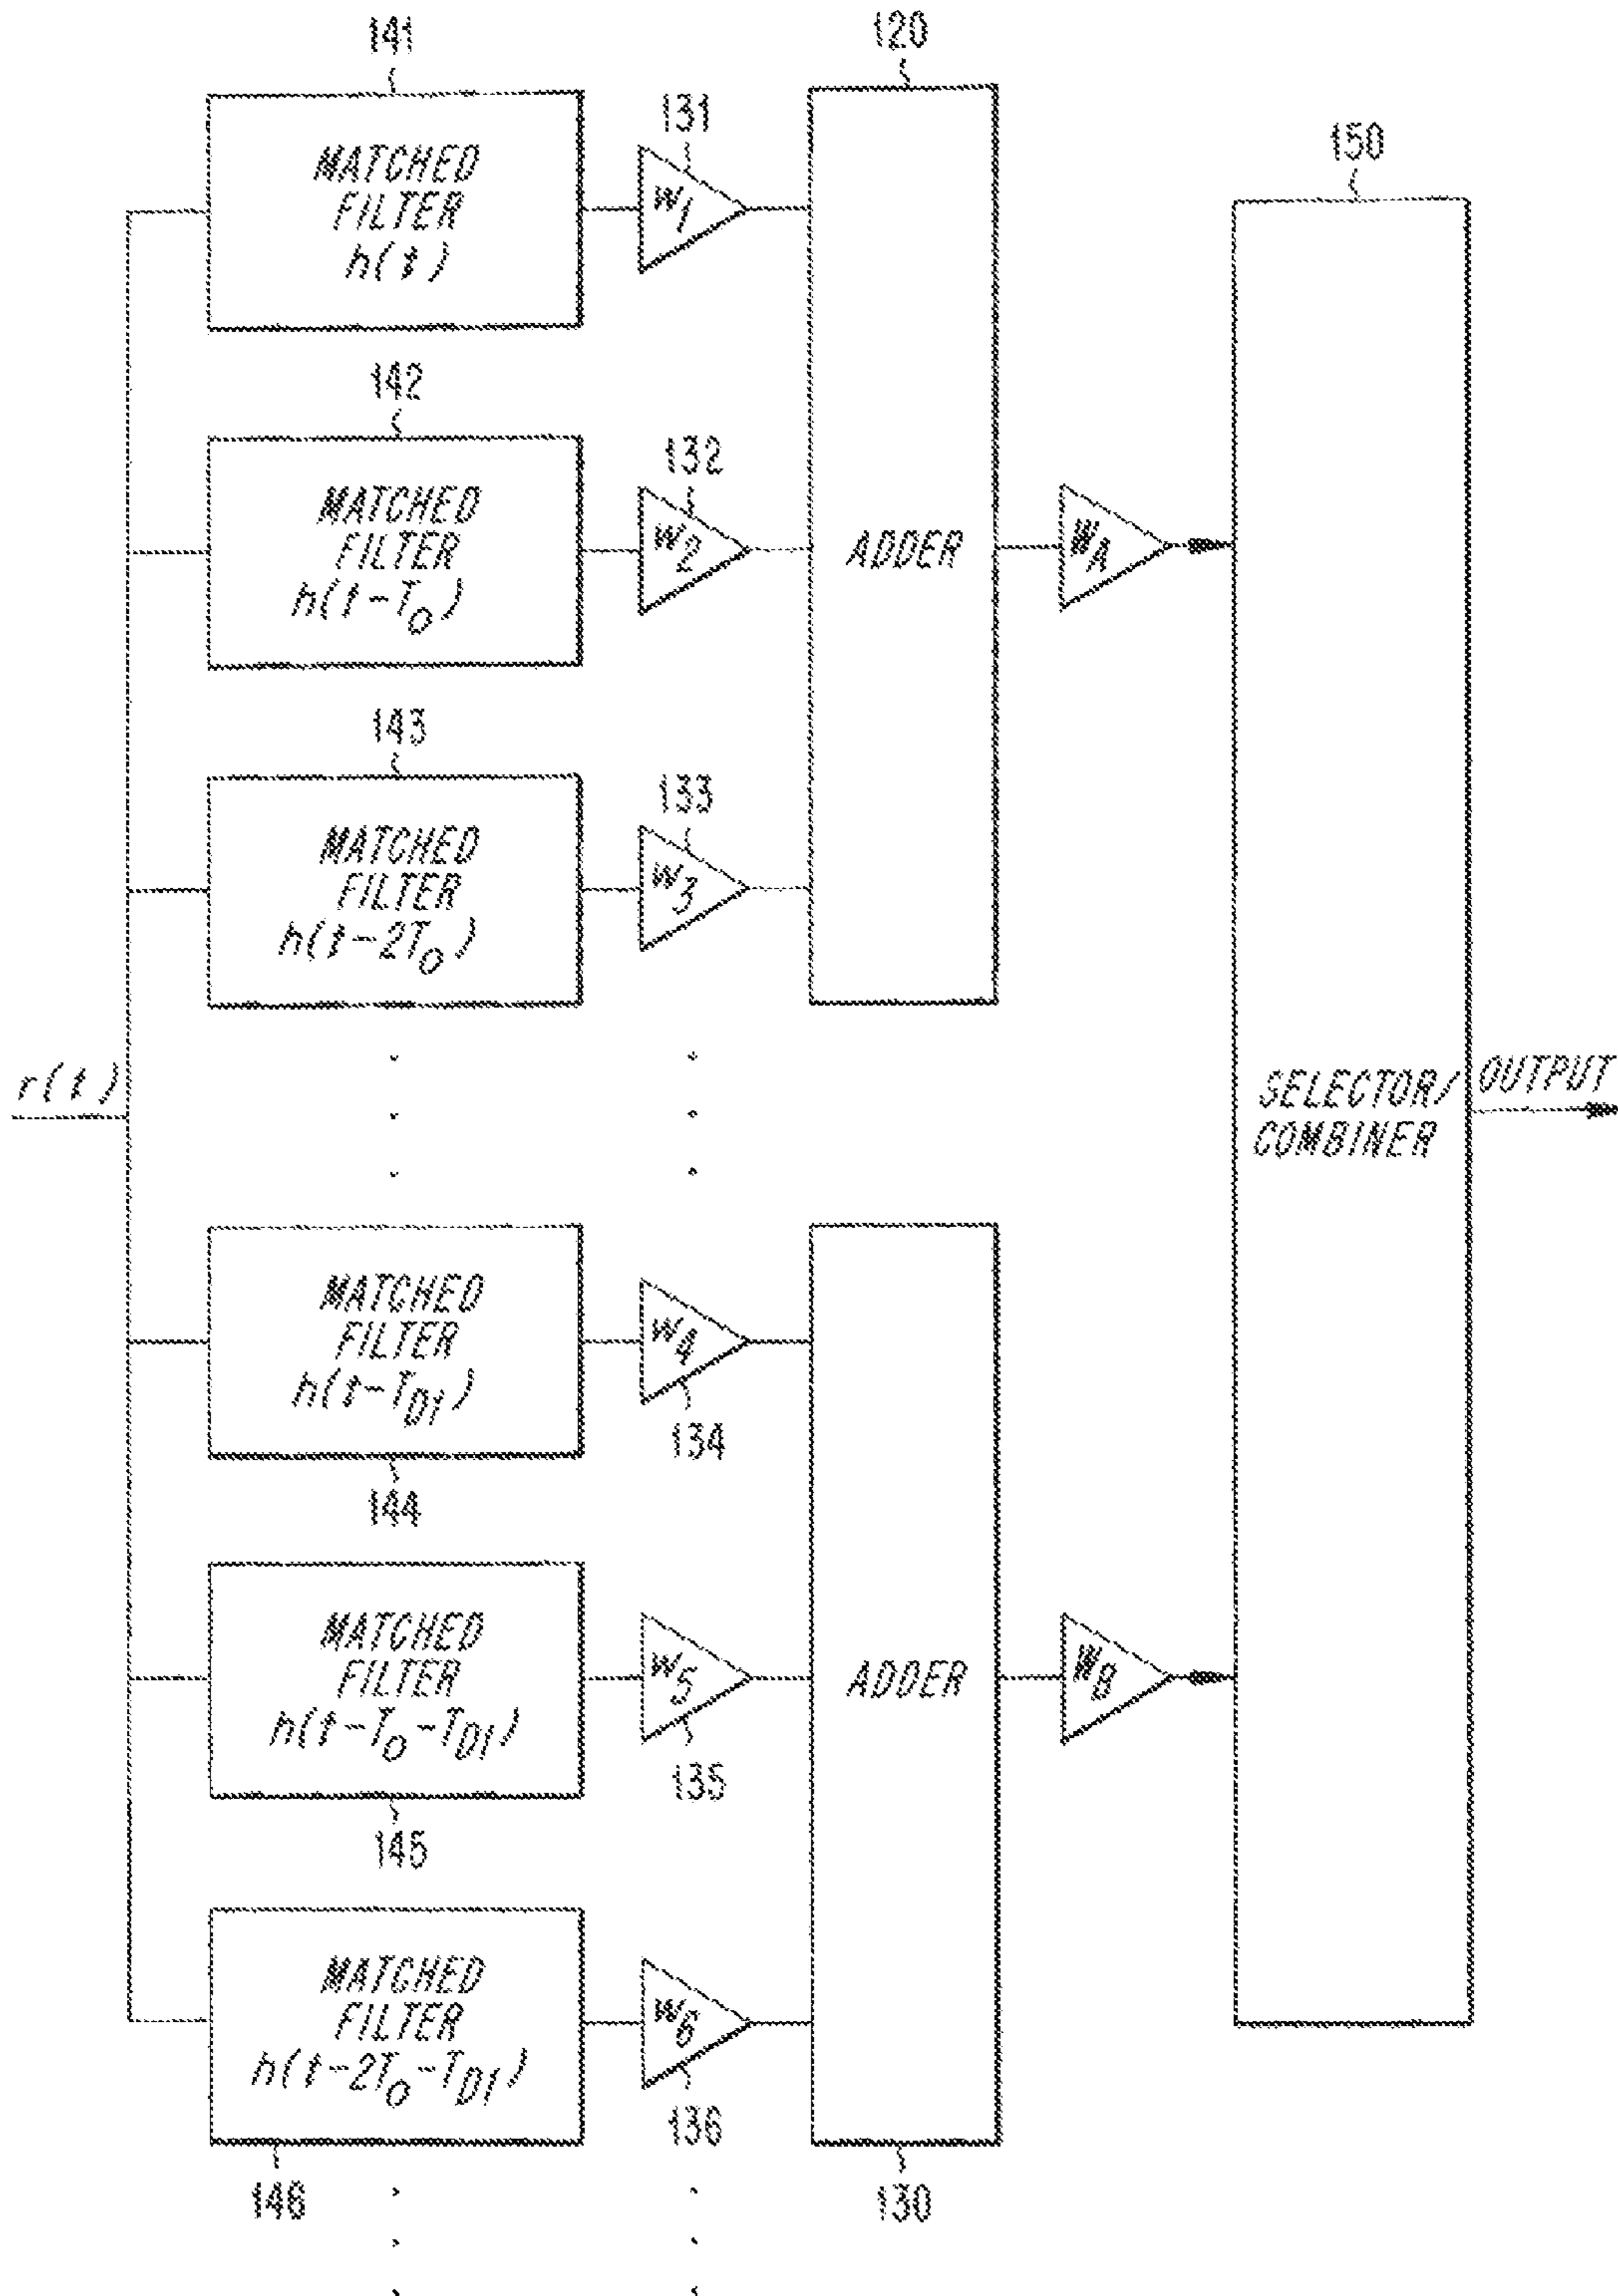 141
120
131
150
MATCHED
FILTER
h(t)
W1
142
132
MATCHED
FILTER
h(t-To)
W2
ADDER
WA
143
133
MATCHED
FILTER
h(t-2To)
W3
r(t)
SELECTOR/
COMBINER
OUTPUT
MATCHED
FILTER
h(t-TD1)
W4
134
144
MATCHED
FILTER
h(t-To-TD1)
W5
ADDER
WB
135
145
MATCHED
FILTER
h(t-2To-TD1)
W6
136
146
130